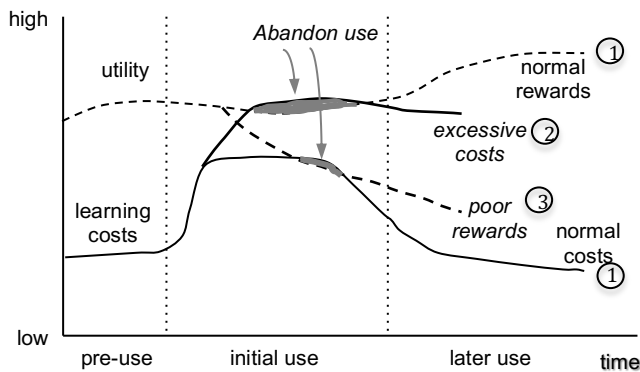 high
Abandon use
1
utility
normal
rewards
excessive
costs
2
learning
costs
3
poor
rewards
normal
costs
1
low
pre-use
initial use
later use
time